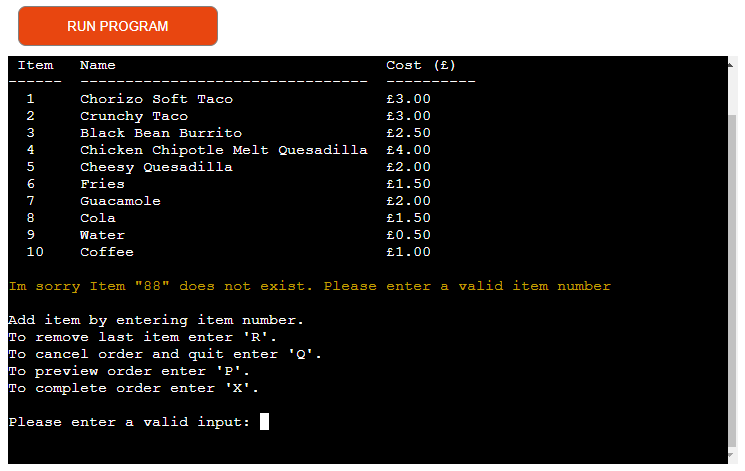 RUN PROGRAM
Item Name Cost (£)
------ -------------------------------- ----------
1 Chorizo Soft Taco £3.00
2 Crunchy Taco £3.00
3 Black Bean Burrito £2.50
4 Chicken Chipotle Melt Quesadilla £4.00
5 Cheesy Quesadilla £2.00
6 Fries £1.50
7 Guacamole £2.00
8 Cola £1.50
9 Water £0.50
10 Coffee £1.00
Im sorry Item "88" does not exist. Please enter a valid item number
Add item by entering item number.
To remove last item enter 'R'.
To cancel order and quit enter 'Q'.
To preview order enter 'P'.
To complete order enter 'X'.
Please enter a valid input: